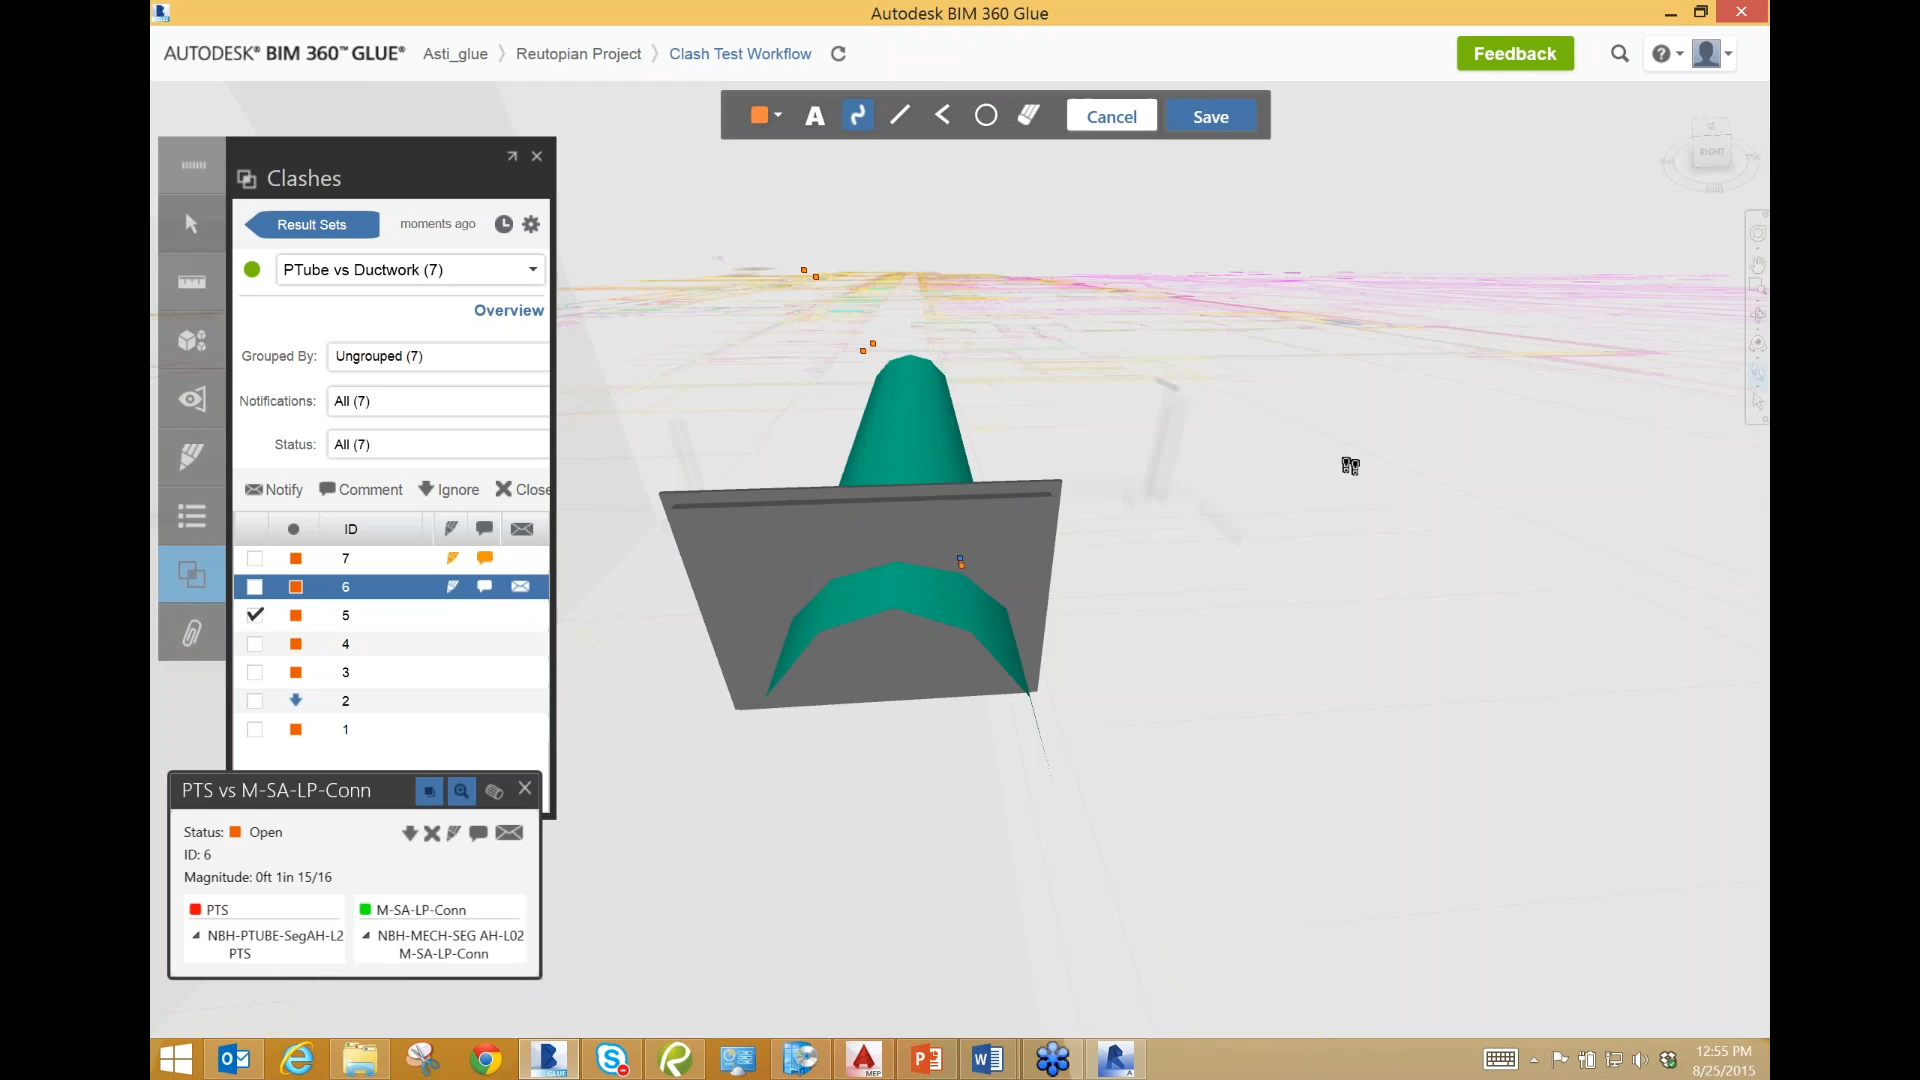 Autodesk BIM 360 Glue
AUTODESK® BIM 360™ GLUE®
Asti_glue
Reutopian Project
Clash Test Workflow
Feedback
A
Cancel
Save
RIGHT
Clashes
Result Sets
moments ago
PTube vs Ductwork (7)
Overview
Grouped By:
Ungrouped (7)
Notifications:
All (7)
Status:
All (7)
Notify
Comment
Ignore
Close
ID
7
6
5
4
3
2
1
PTS vs M-SA-LP-Conn
Status: Open
ID: 6
Magnitude: 0ft 1in 15/16
PTS
M-SA-LP-Conn
NBH-PTUBE-SegAH-L2
NBH-MECH-SEG AH-L02
PTS
M-SA-LP-Conn
GLUE
MEP
A
12:55 PM
8/25/2015